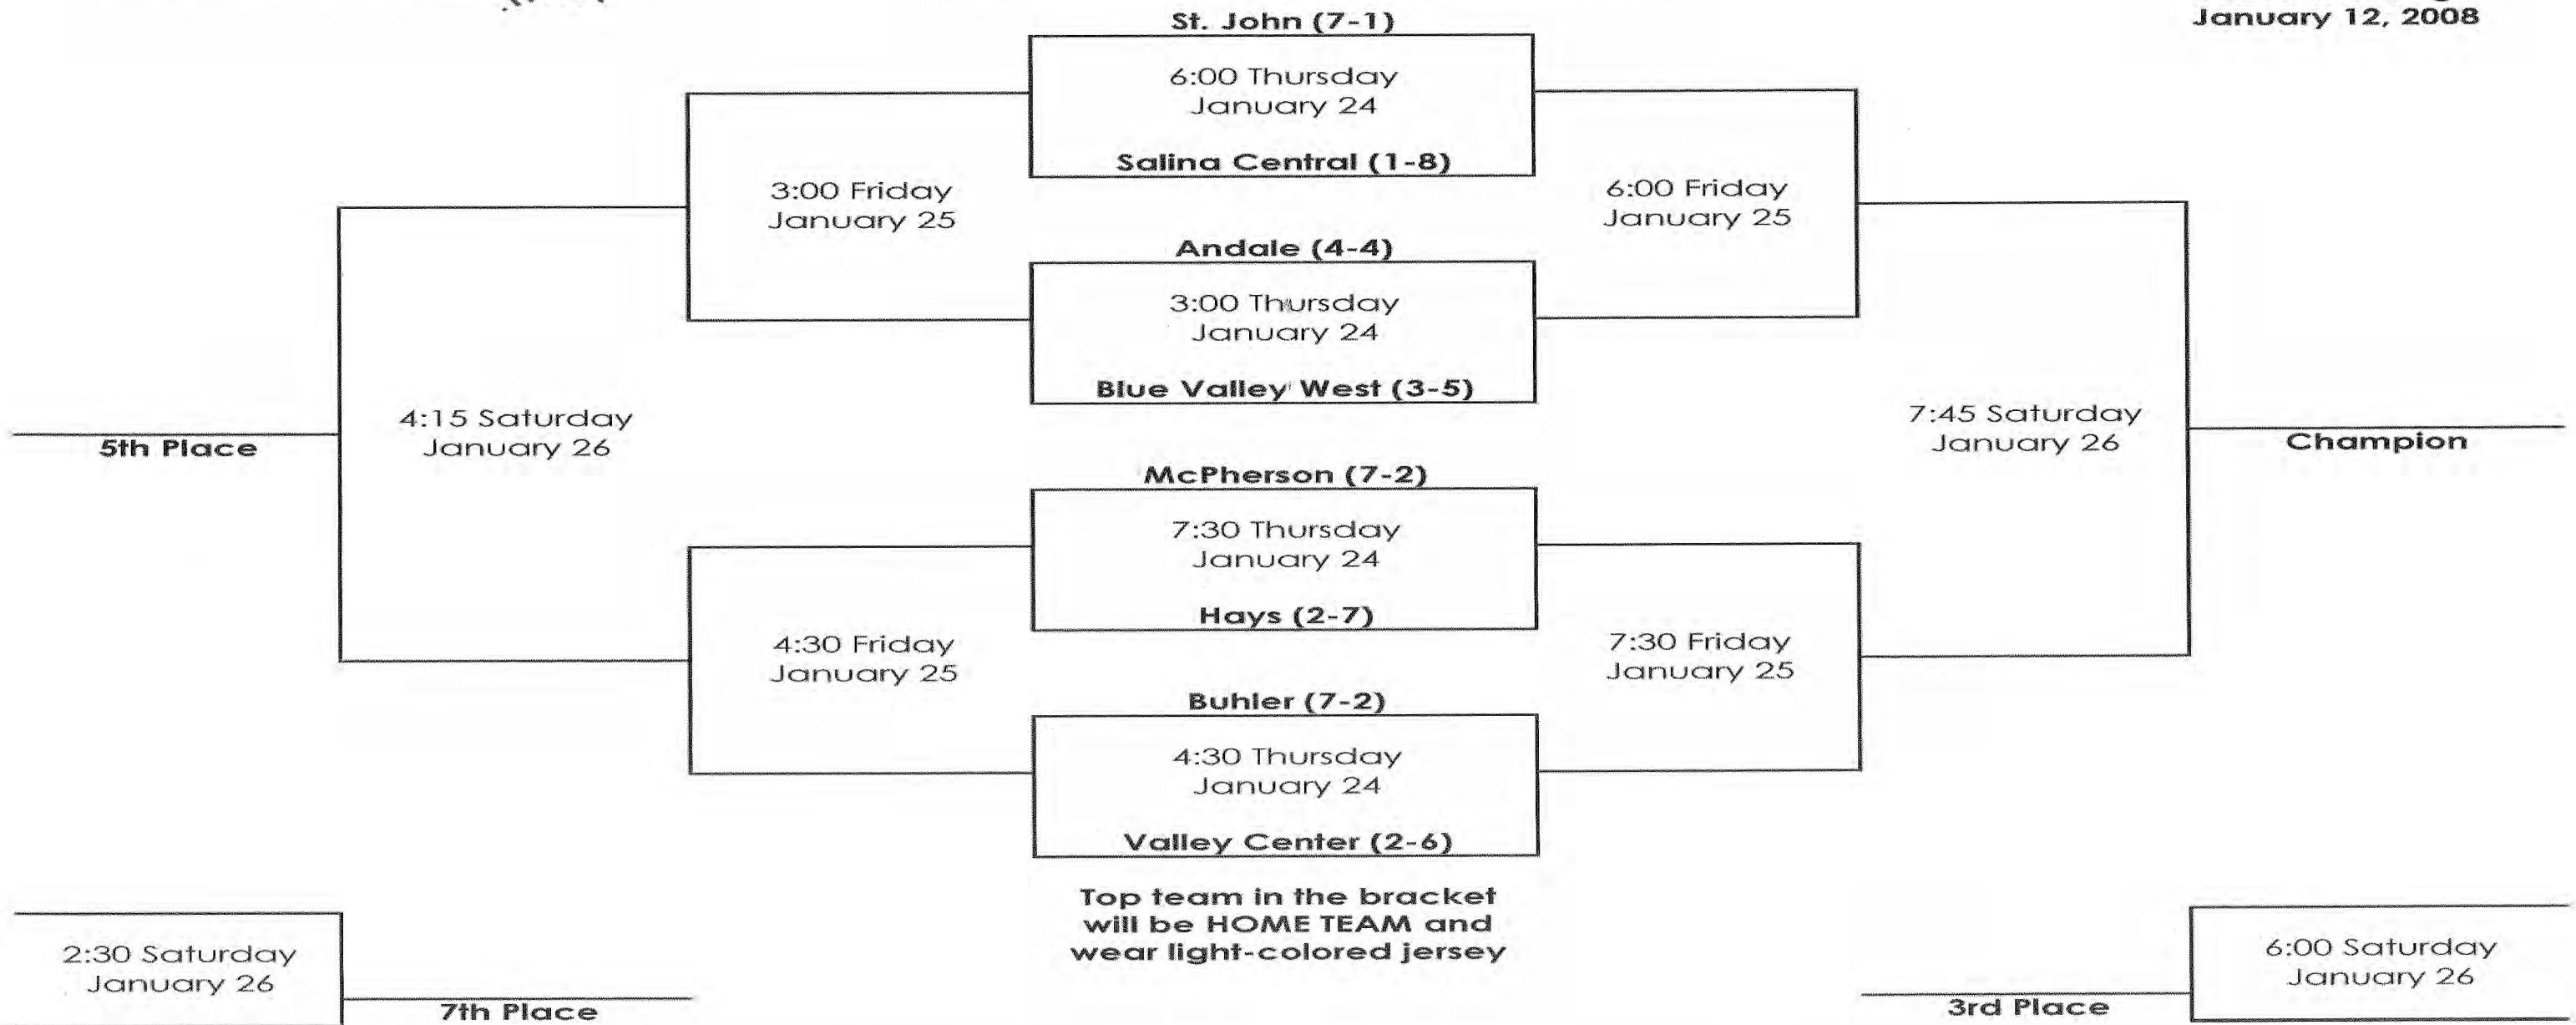 January 12, 2008
St. John (7-1)
6:00 Thursday
January 24
Salina Central (1-8)
3:00 Friday
January 25
6:00 Friday
January 25
Andale (4-4)
3:00 Thursday
January 24
Blue Valley West (3-5)
4:15 Saturday
January 26
5th Place
7:45 Saturday
January 26
Champion
McPherson (7-2)
7:30 Thursday
January 24
Hays (2-7)
4:30 Friday
January 25
7:30 Friday
January 25
Buhler (7-2)
4:30 Thursday
January 24
Valley Center (2-6)
Top team in the bracket
will be HOME TEAM and
wear light-colored jersey
2:30 Saturday
January 26
7th Place
6:00 Saturday
January 26
3rd Place